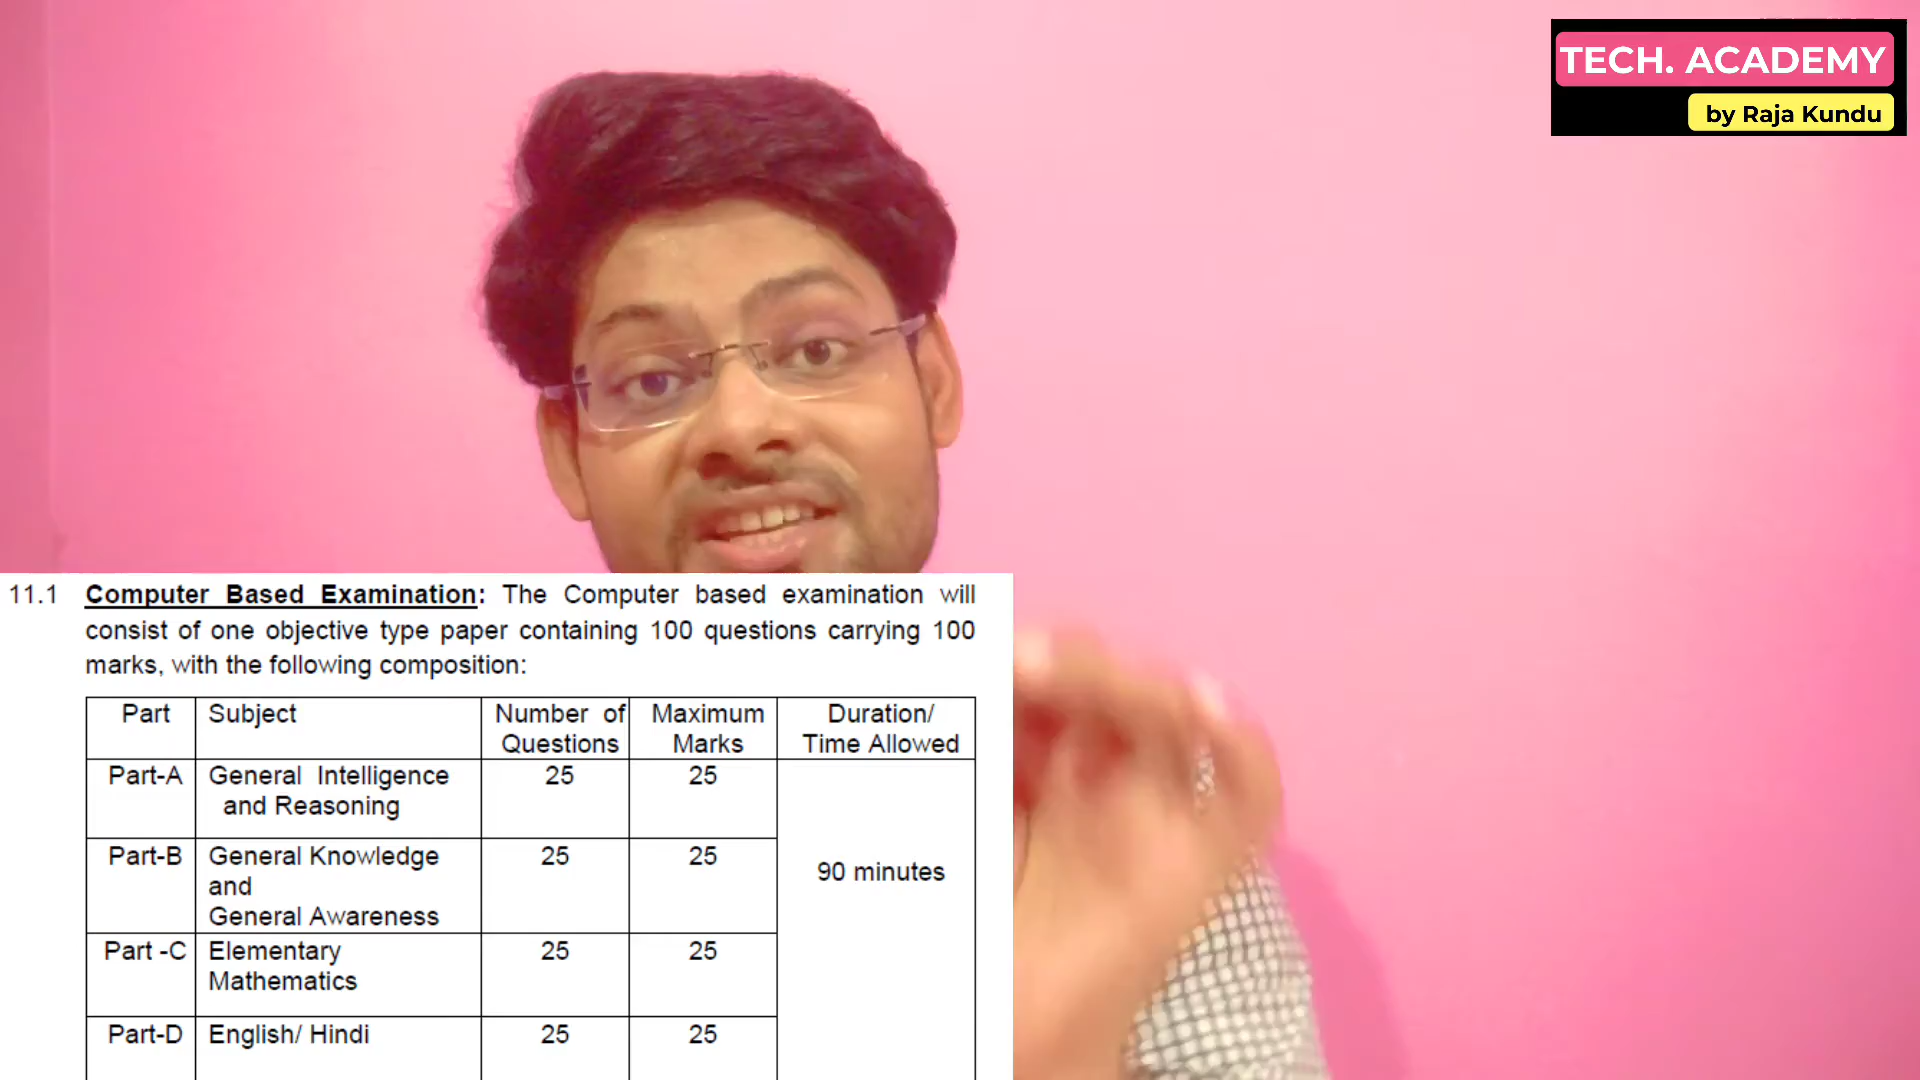 TECH. ACADEMY
by Raja Kundu
11.1 Computer Based Examination: The Computer based examination will
consist of one objective type paper containing 100 questions carrying 100
marks, with the following composition:
Part Subject Number of Questions Maximum Marks Duration/ Time Allowed
Part-A General Intelligence and Reasoning 25 25 90 minutes
Part-B General Knowledge and General Awareness 25 25
Part -C Elementary Mathematics 25 25
Part-D English/ Hindi 25 25